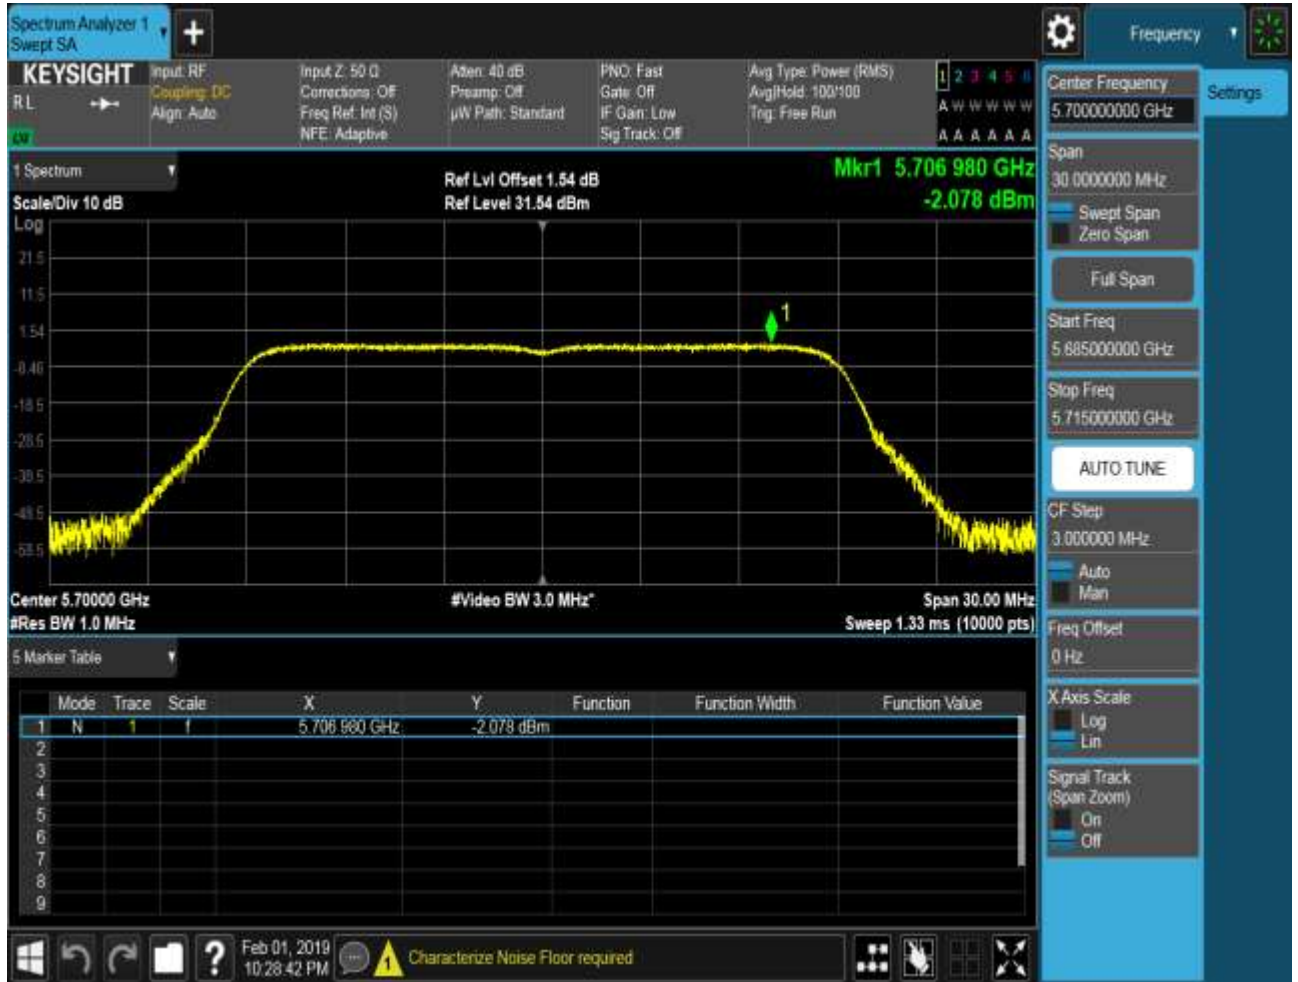 Spectrum Analyzer 1
Swept SA
+
Frequency
KEYSIGHT
RL
Input: RF
Coupling: DC
Align: Auto
Input Z: 50 Ω
Corrections: Off
Freq Ref: Int (S)
NFE: Adaptive
Atten: 40 dB
Preamp: Off
µW Path: Standard
PNO: Fast
Gate: Off
IF Gain: Low
Sig Track: Off
Avg Type: Power (RMS)
Avg|Hold: 100/100
Trig: Free Run
1 2 3 4 5 6
A W W W W W
A A A A A A
1 Spectrum
Scale/Div 10 dB
Ref Lvl Offset 1.54 dB
Ref Level 31.54 dBm
Mkr1 5.706 980 GHz
-2.078 dBm
Log
21.5
11.5
1.54
-8.46
-18.5
-28.5
-38.5
-48.5
-58.5
1
Center 5.70000 GHz
#Res BW 1.0 MHz
#Video BW 3.0 MHz*
Span 30.00 MHz
Sweep 1.33 ms (10000 pts)
5 Marker Table
Mode Trace Scale X Y Function Function Width Function Value
1 N 1 f 5.706 980 GHz -2.078 dBm
2
3
4
5
6
7
8
9
Center Frequency
5.700000000 GHz
Settings
Span
30.0000000 MHz
Swept Span
Zero Span
Full Span
Start Freq
5.685000000 GHz
Stop Freq
5.715000000 GHz
AUTO TUNE
CF Step
3.000000 MHz
Auto
Man
Freq Offset
0 Hz
X Axis Scale
Log
Lin
Signal Track
(Span Zoom)
On
Off
?
Feb 01, 2019
10:28:42 PM
1
Characterize Noise Floor required